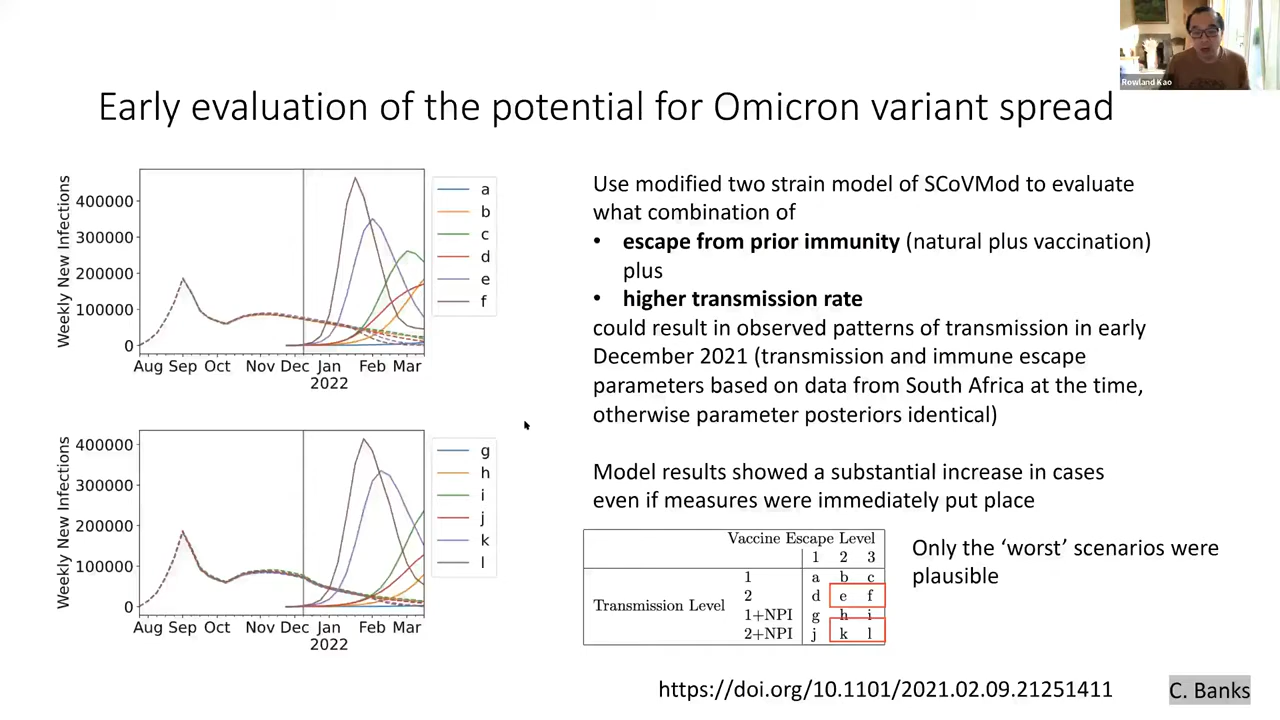 Rowland Kao
Early evaluation of the potential for Omicron variant spread
Weekly New Infections
400000
300000
200000
100000
0
Aug Sep Oct Nov Dec Jan Feb Mar
2022
a
b
c
d
e
f
Weekly New Infections
400000
300000
200000
100000
0
Aug Sep Oct Nov Dec Jan Feb Mar
2022
g
h
i
j
k
l
Use modified two strain model of SCoVMod to evaluate
what combination of
• escape from prior immunity (natural plus vaccination)
plus
• higher transmission rate
could result in observed patterns of transmission in early
December 2021 (transmission and immune escape
parameters based on data from South Africa at the time,
otherwise parameter posteriors identical)
Model results showed a substantial increase in cases
even if measures were immediately put place
Vaccine Escape Level
1 2 3
Transmission Level
1 a b c
2 d e f
1+NPI g h i
2+NPI j k l
Only the ‘worst’ scenarios were
plausible
https://doi.org/10.1101/2021.02.09.21251411
C. Banks